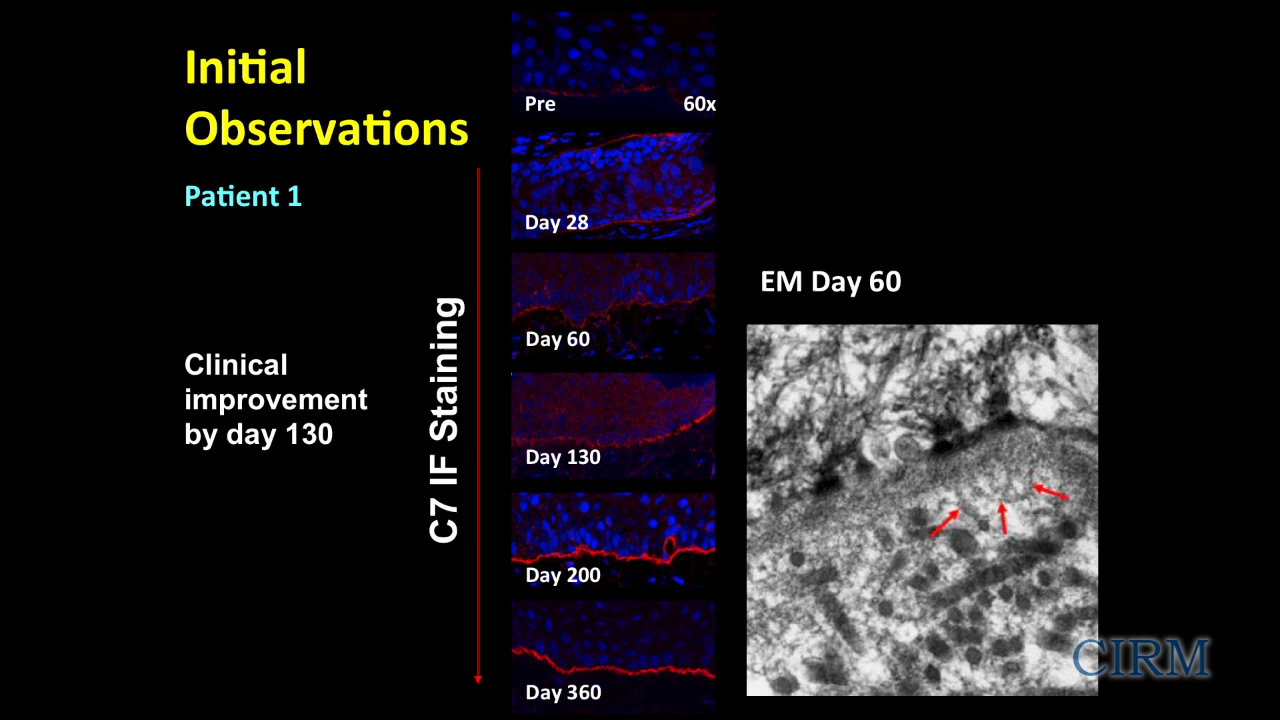 Initial
Observations
Patient 1
Clinical
improvement
by day 130
C7 IF Staining
Pre 60x
Day 28
Day 60
Day 130
Day 200
Day 360
EM Day 60
CIRM